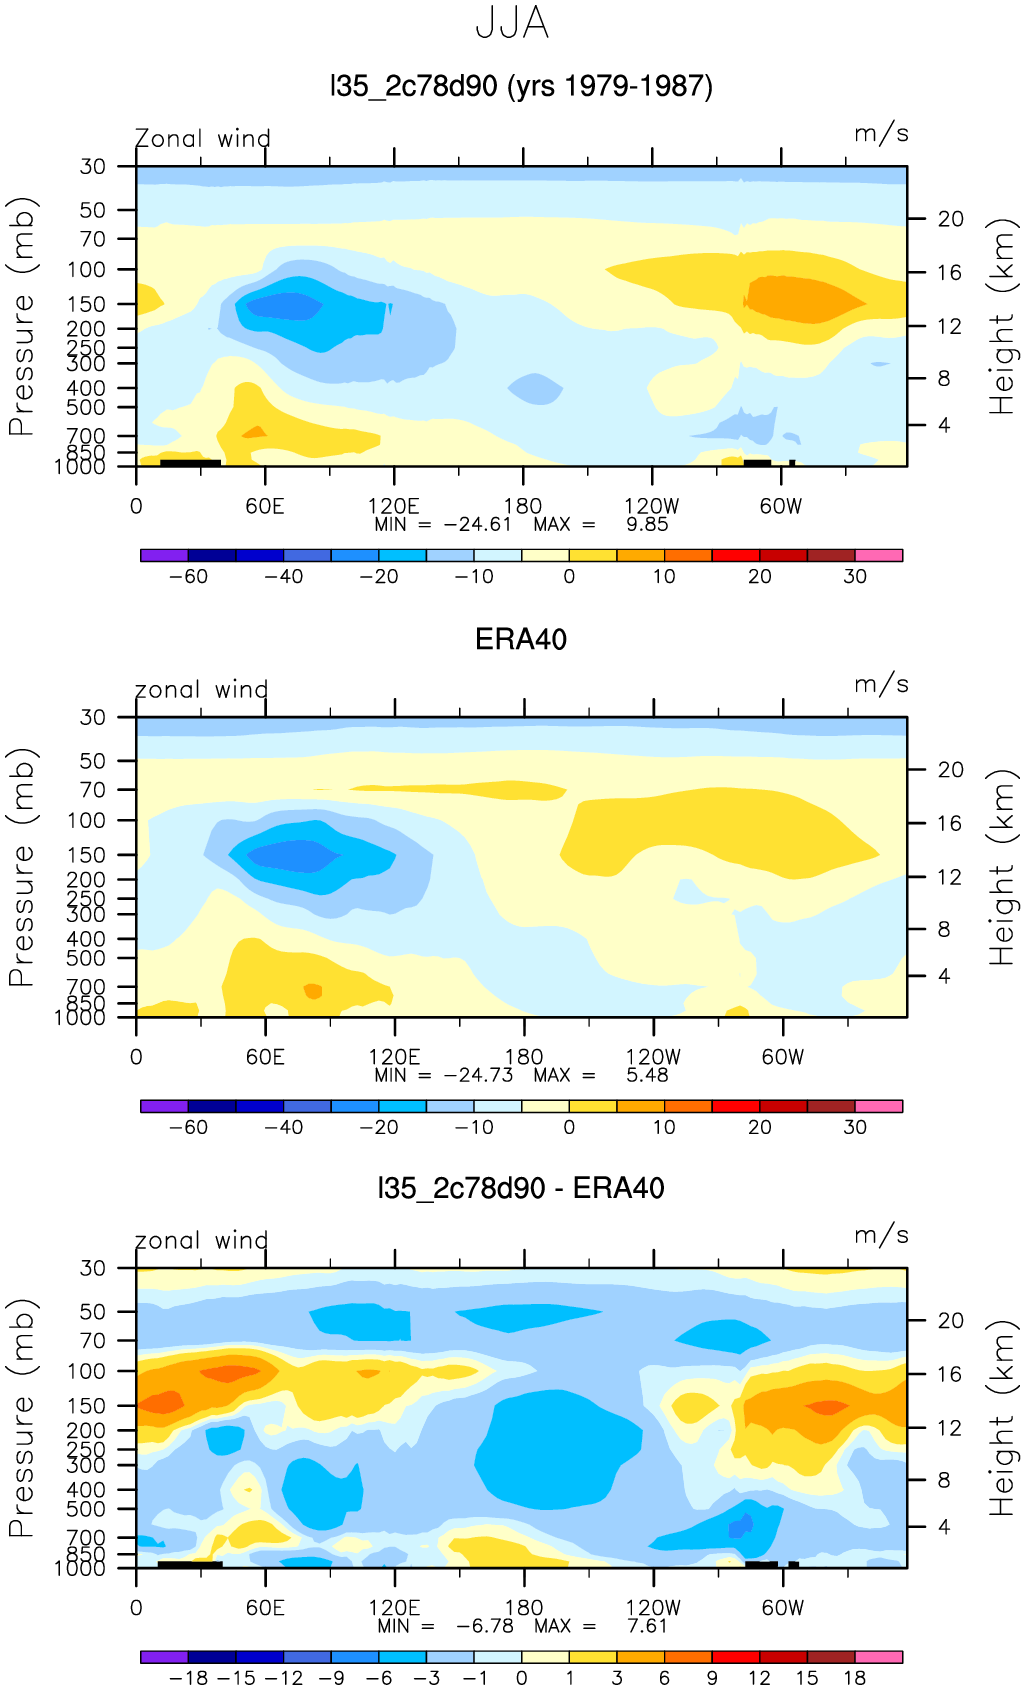 JJA
l35_2c78d90 (yrs 1979-1987)
Zonal wind m/s
30
50
70
100
150
200
250
300
400
500
700
850
1000
Pressure (mb)
20
16
12
8
4
Height (km)
0 60E 120E 180 120W 60W
MIN = −24.61 MAX = 9.85
−60 −40 −20 −10 0 10 20 30
ERA40
zonal wind m/s
30
50
70
100
150
200
250
300
400
500
700
850
1000
Pressure (mb)
20
16
12
8
4
Height (km)
0 60E 120E 180 120W 60W
MIN = −24.73 MAX = 5.48
−60 −40 −20 −10 0 10 20 30
l35_2c78d90 - ERA40
zonal wind m/s
30
50
70
100
150
200
250
300
400
500
700
850
1000
Pressure (mb)
20
16
12
8
4
Height (km)
0 60E 120E 180 120W 60W
MIN = −6.78 MAX = 7.61
−18 −15 −12 −9 −6 −3 −1 0 1 3 6 9 12 15 18